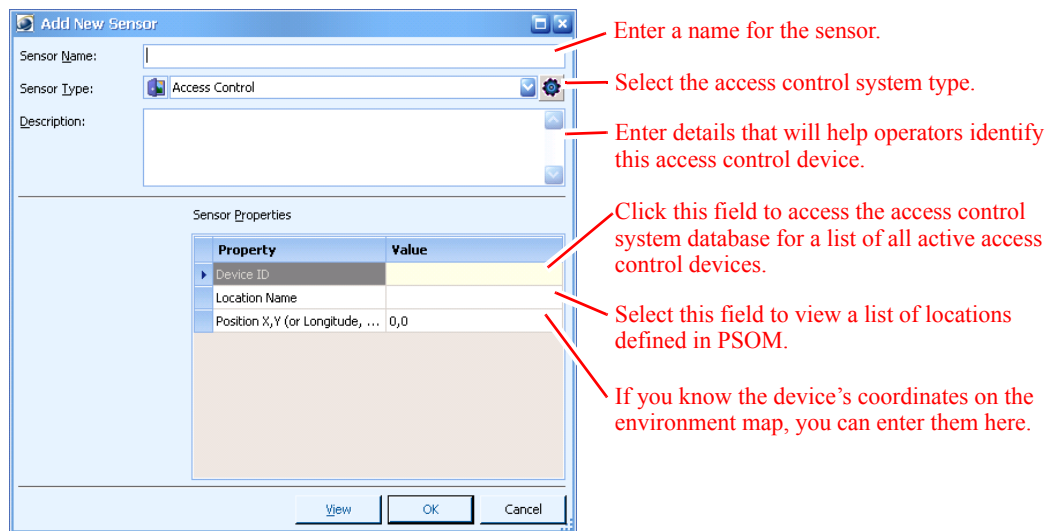 Add New Sensor
Sensor Name:
Enter a name for the sensor.
Sensor Type:
Access Control
Select the access control system type.
Description:
Enter details that will help operators identify
this access control device.
Sensor Properties
Property Value
Device ID
Location Name
Position X,Y (or Longitude, ... 0,0
Click this field to access the access control
system database for a list of all active access
control devices.
Select this field to view a list of locations
defined in PSOM.
If you know the device’s coordinates on the
environment map, you can enter them here.
View OK Cancel